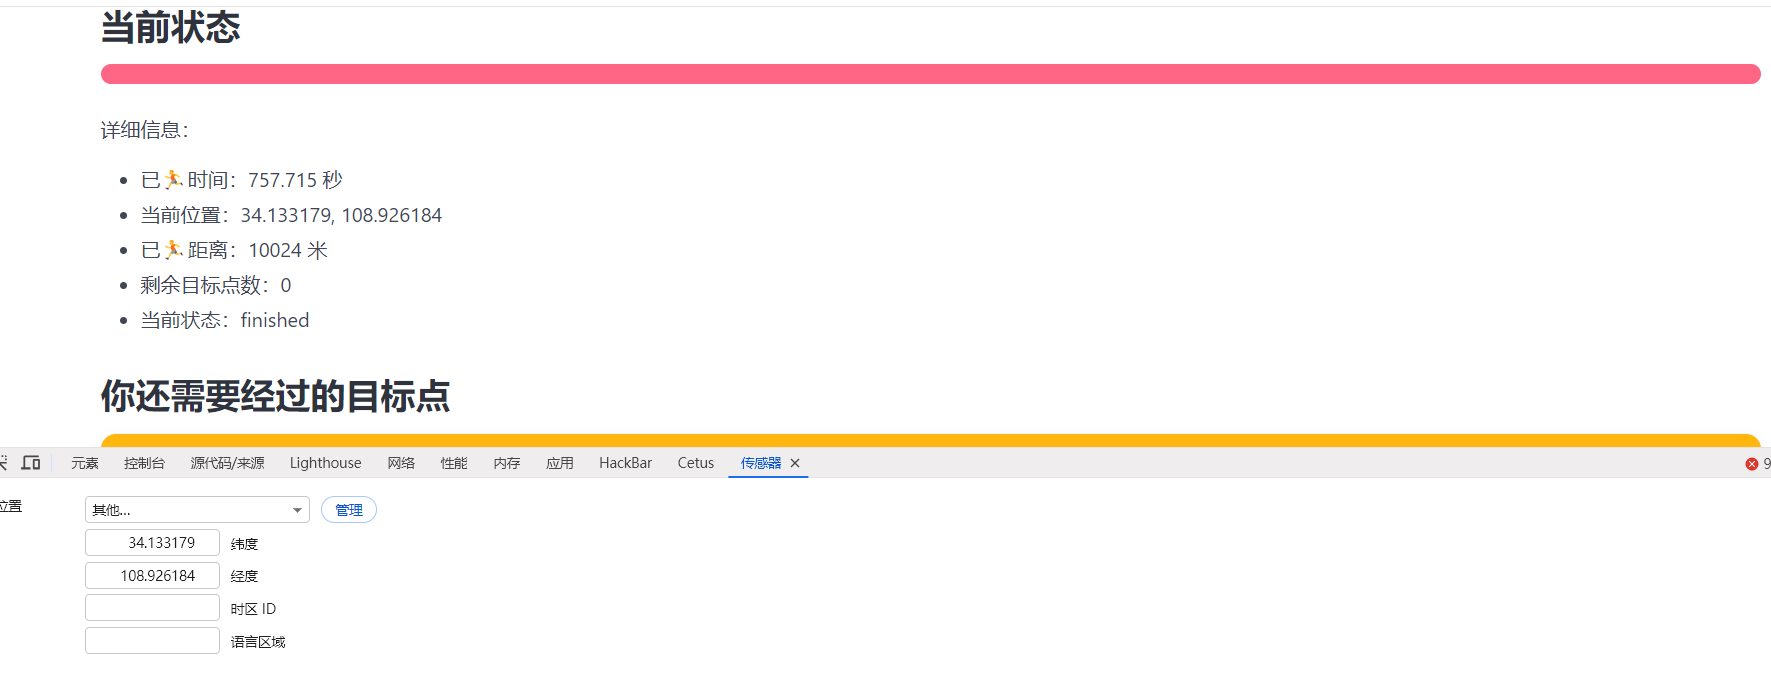 当前状态
详细信息：
已🏃时间：757.715 秒
当前位置：34.133179, 108.926184
已🏃距离：10024 米
剩余目标点数：0
当前状态：finished
你还需要经过的目标点
元素 控制台 源代码/来源 Lighthouse 网络 性能 内存 应用 HackBar Cetus 传感器 9
位置 其他... 管理
34.133179 纬度
108.926184 经度
时区 ID
语言区域